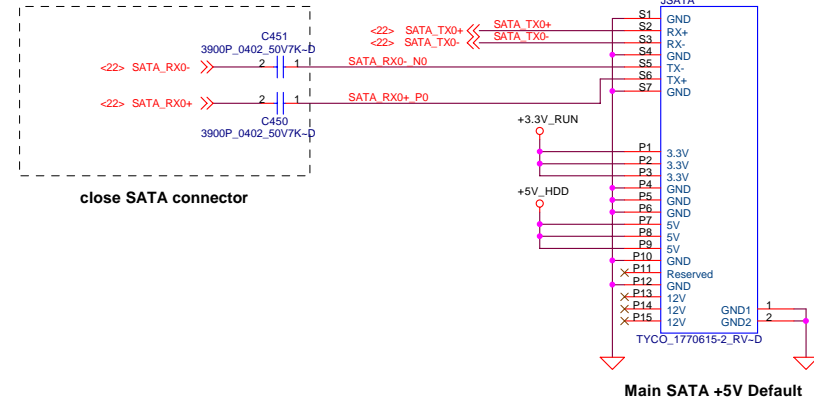 JSATA
C451
3900P_0402_50V7K~D
<22> SATA_RX0-
2 1
SATA_RX0-_N0
<22> SATA_RX0+
2 1
SATA_RX0+_P0
C450
3900P_0402_50V7K~D
close SATA connector
<22> SATA_TX0+
SATA_TX0+
<22> SATA_TX0-
SATA_TX0-
S1 GND
S2 RX+
S3 RX-
S4 GND
S5 TX-
S6 TX+
S7 GND
+3.3V_RUN
+5V_HDD
P1 3.3V
P2 3.3V
P3 3.3V
P4 GND
P5 GND
P6 GND
P7 5V
P8 5V
P9 5V
P10 GND
P11 Reserved
P12 GND
P13 12V
P14 12V
P15 12V
GND1 1
GND2 2
TYCO_1770615-2_RV~D
Main SATA +5V Default